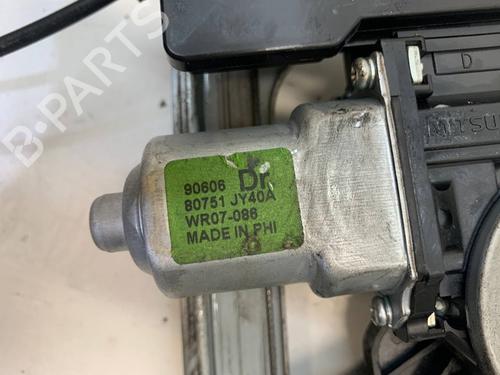 B-PARTS
D
MITSU
90606 Dr
80751 JY40A
WR07-086
MADE IN PHI